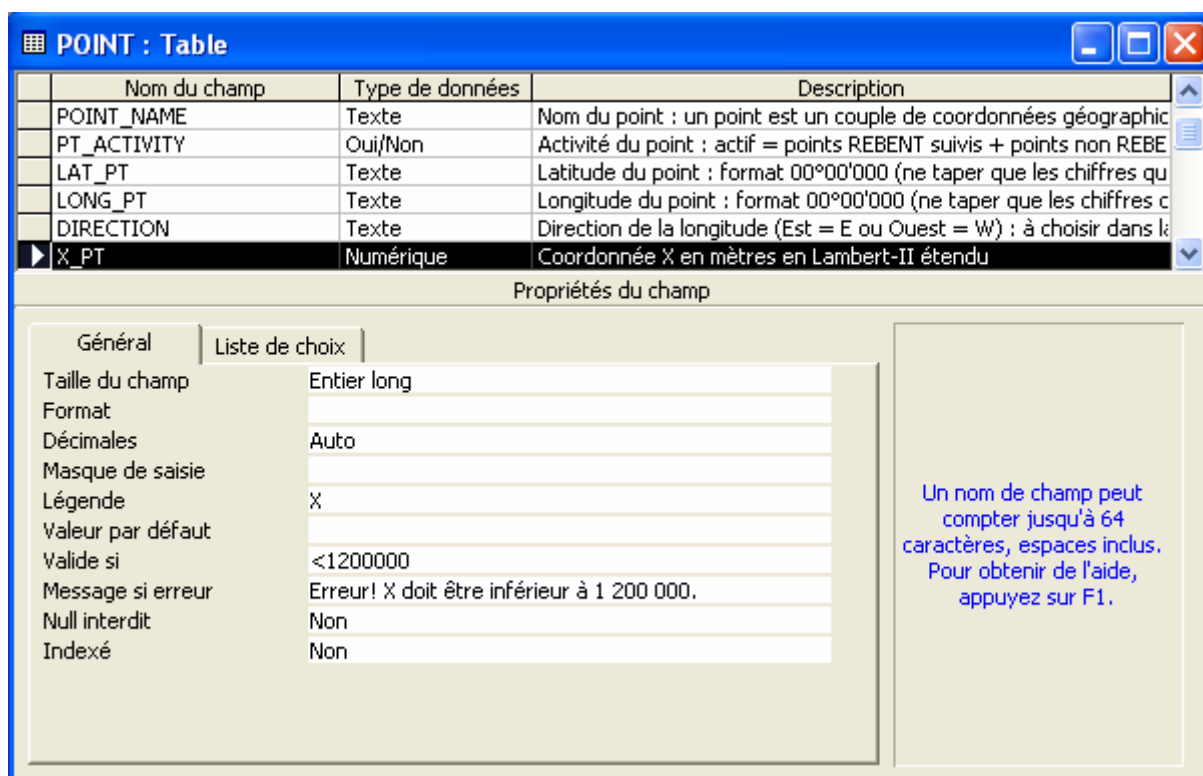 POINT : Table
Nom du champ Type de données Description
POINT_NAME Texte Nom du point : un point est un couple de coordonnées géographic
PT_ACTIVITY Oui/Non Activité du point : actif = points REBENT suivis + points non REBE
LAT_PT Texte Latitude du point : format 00°00'000 (ne taper que les chiffres qu
LONG_PT Texte Longitude du point : format 00°00'000 (ne taper que les chiffres c
DIRECTION Texte Direction de la longitude (Est = E ou Ouest = W) : à choisir dans la
X_PT Numérique Coordonnée X en mètres en Lambert-II étendu
Propriétés du champ
Général Liste de choix
Taille du champ Entier long
Format
Décimales Auto
Masque de saisie
Légende X
Valeur par défaut
Valide si <1200000
Message si erreur Erreur! X doit être inférieur à 1 200 000.
Null interdit Non
Indexé Non
Un nom de champ peut
compter jusqu'à 64
caractères, espaces inclus.
Pour obtenir de l'aide,
appuyez sur F1.